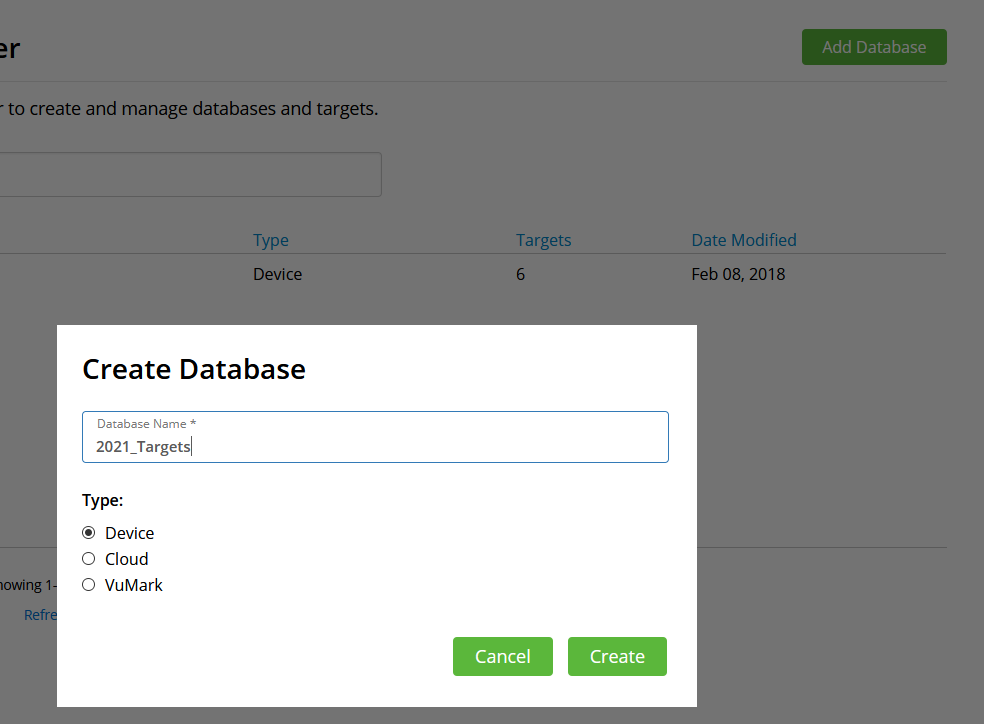 er
Add Database
r to create and manage databases and targets.
Type Targets Date Modified
Device 6 Feb 08, 2018
Create Database
Database Name *
2021_Targets
Type:
Device
Cloud
VuMark
howing 1-
Refre
Cancel Create